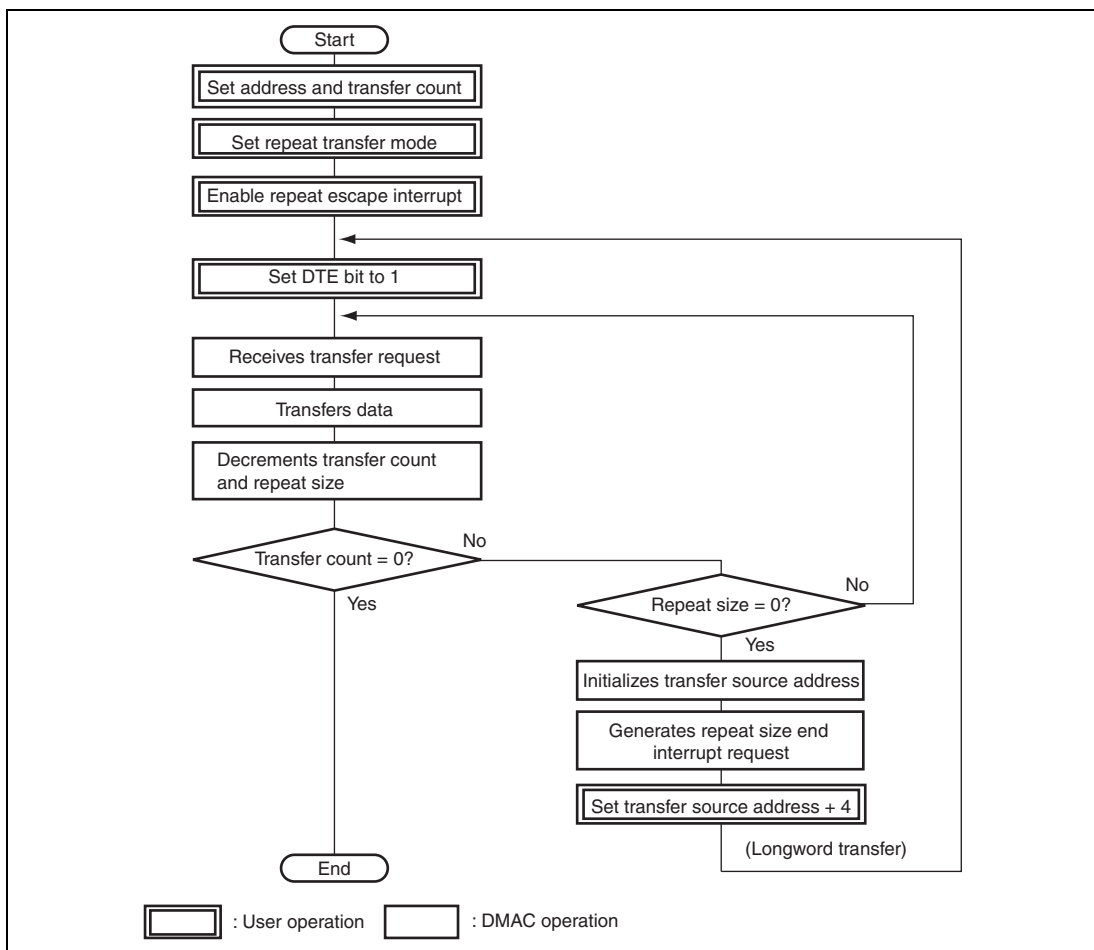 Start
Set address and transfer count
Set repeat transfer mode
Enable repeat escape interrupt
Set DTE bit to 1
Receives transfer request
Transfers data
Decrements transfer count
and repeat size
Transfer count = 0?
No
Yes
Repeat size = 0?
No
Yes
Initializes transfer source address
Generates repeat size end
interrupt request
Set transfer source address + 4
(Longword transfer)
End
: User operation
: DMAC operation